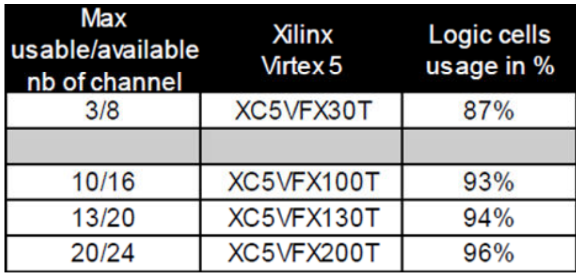 Max usable/available nb of channel Xilinx Virtex 5 Logic cells usage in %
3/8 XC5VFX30T 87%
10/16 XC5VFX100T 93%
13/20 XC5VFX130T 94%
20/24 XC5VFX200T 96%